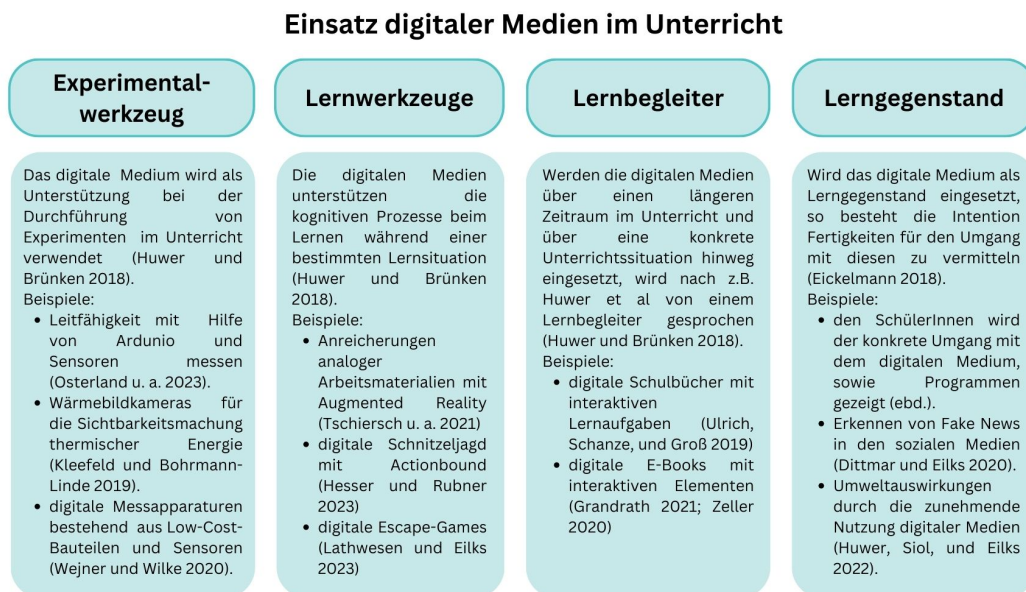 Einsatz digitaler Medien im Unterricht
Experimental-
werkzeug
Das digitale Medium wird als
Unterstützung bei der
Durchführung von
Experimenten im Unterricht
verwendet (Huwer und
Brünken 2018).
Beispiele:
• Leitfähigkeit mit Hilfe
von Ardunio und
Sensoren messen
(Osterland u. a. 2023).
• Wärmebildkameras für
die Sichtbarkeitsmachung
thermischer Energie
(Kleefeld und Bohrmann-
Linde 2019).
• digitale Messapparaturen
bestehend aus Low-Cost-
Bauteilen und Sensoren
(Wejner und Wilke 2020).
Lernwerkzeuge
Die digitalen Medien
unterstützen die
kognitiven Prozesse beim
Lernen während einer
bestimmten Lernsituation
(Huwer und Brünken
2018).
Beispiele:
• Anreicherungen
analoger
Arbeitsmaterialien mit
Augmented Reality
(Tschiersch u. a. 2021)
• digitale Schnitzeljagd
mit Actionbound
(Hesser und Rubner
2023)
• digitale Escape-Games
(Lathwesen und Eilks
2023)
Lernbegleiter
Werden die digitalen Medien
über einen längeren
Zeitraum im Unterricht und
über eine konkrete
Unterrichtssituation hinweg
eingesetzt, wird nach z.B.
Huwer et al von einem
Lernbegleiter gesprochen
(Huwer und Brünken 2018).
Beispiele:
• digitale Schulbücher mit
interaktiven
Lernaufgaben (Ulrich,
Schanze, und Groß 2019)
• digitale E-Books mit
interaktiven Elementen
(Grandrath 2021; Zeller
2020)
Lerngegenstand
Wird das digitale Medium als
Lerngegenstand eingesetzt,
so besteht die Intention
Fertigkeiten für den Umgang
mit diesen zu vermitteln
(Eickelmann 2018).
Beispiele:
• den SchülerInnen wird
der konkrete Umgang mit
dem digitalen Medium,
sowie Programmen
gezeigt (ebd.).
• Erkennen von Fake News
in den sozialen Medien
(Dittmar und Eilks 2020).
• Umweltauswirkungen
durch die zunehmende
Nutzung digitaler Medien
(Huwer, Siol, und Eilks
2022).